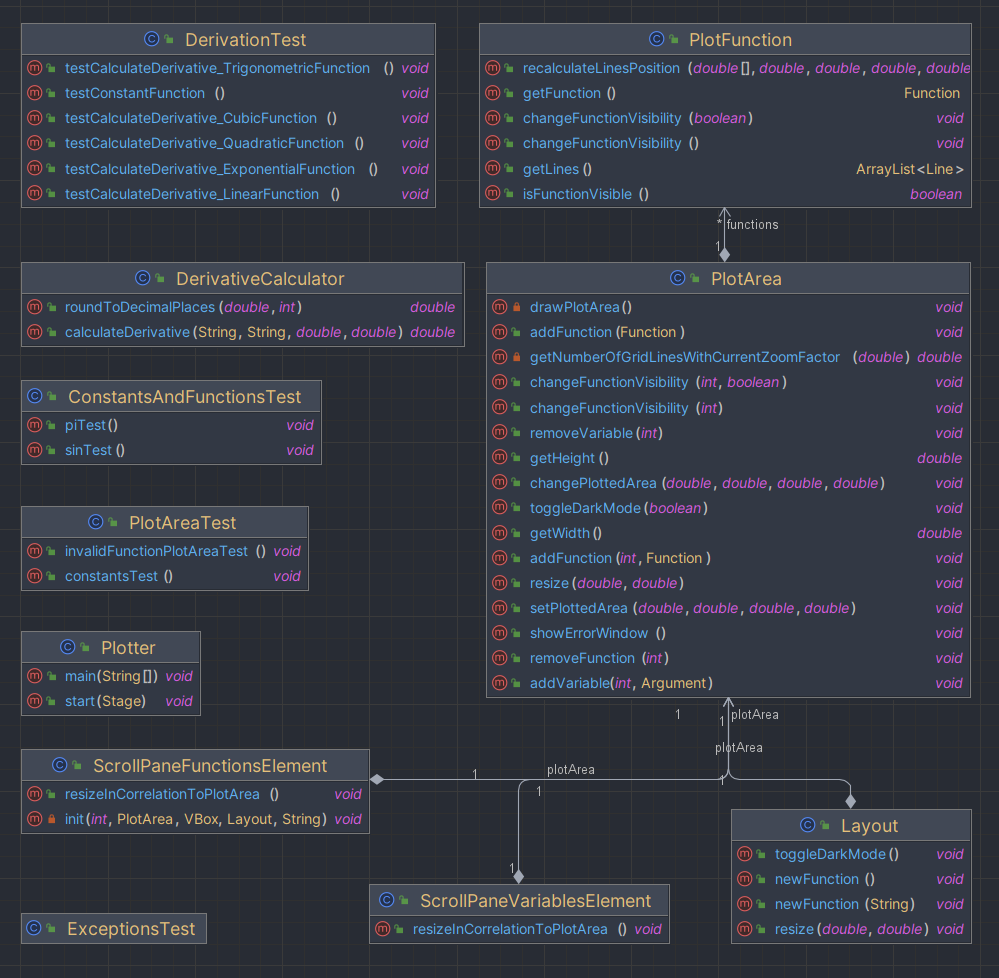 DerivationTest
testCalculateDerivative_TrigonometricFunction () void
testConstantFunction () void
testCalculateDerivative_CubicFunction () void
testCalculateDerivative_QuadraticFunction () void
testCalculateDerivative_ExponentialFunction () void
testCalculateDerivative_LinearFunction () void
PlotFunction
recalculateLinesPosition (double[], double, double, double, double
getFunction () Function
changeFunctionVisibility (boolean) void
changeFunctionVisibility () void
getLines () ArrayList<Line>
isFunctionVisible () boolean
* functions
1
DerivativeCalculator
roundToDecimalPlaces (double, int) double
calculateDerivative (String, String, double, double) double
ConstantsAndFunctionsTest
piTest() void
sinTest () void
PlotAreaTest
invalidFunctionPlotAreaTest () void
constantsTest () void
Plotter
main(String[]) void
start(Stage) void
PlotArea
drawPlotArea() void
addFunction (Function ) void
getNumberOfGridLinesWithCurrentZoomFactor (double) double
changeFunctionVisibility (int, boolean ) void
changeFunctionVisibility (int) void
removeVariable (int) void
getHeight () double
changePlottedArea (double, double, double, double) void
toggleDarkMode (boolean ) void
getWidth () double
addFunction (int, Function ) void
resize (double, double) void
setPlottedArea (double, double, double, double) void
showErrorWindow () void
removeFunction (int) void
addVariable(int, Argument ) void
1
1 plotArea
plotArea
1 plotArea
1
1
1
ScrollPaneFunctionsElement
resizeInCorrelationToPlotArea () void
init(int, PlotArea , VBox, Layout, String) void
ScrollPaneVariablesElement
resizeInCorrelationToPlotArea () void
Layout
toggleDarkMode () void
newFunction () void
newFunction (String) void
resize (double, double) void
ExceptionsTest